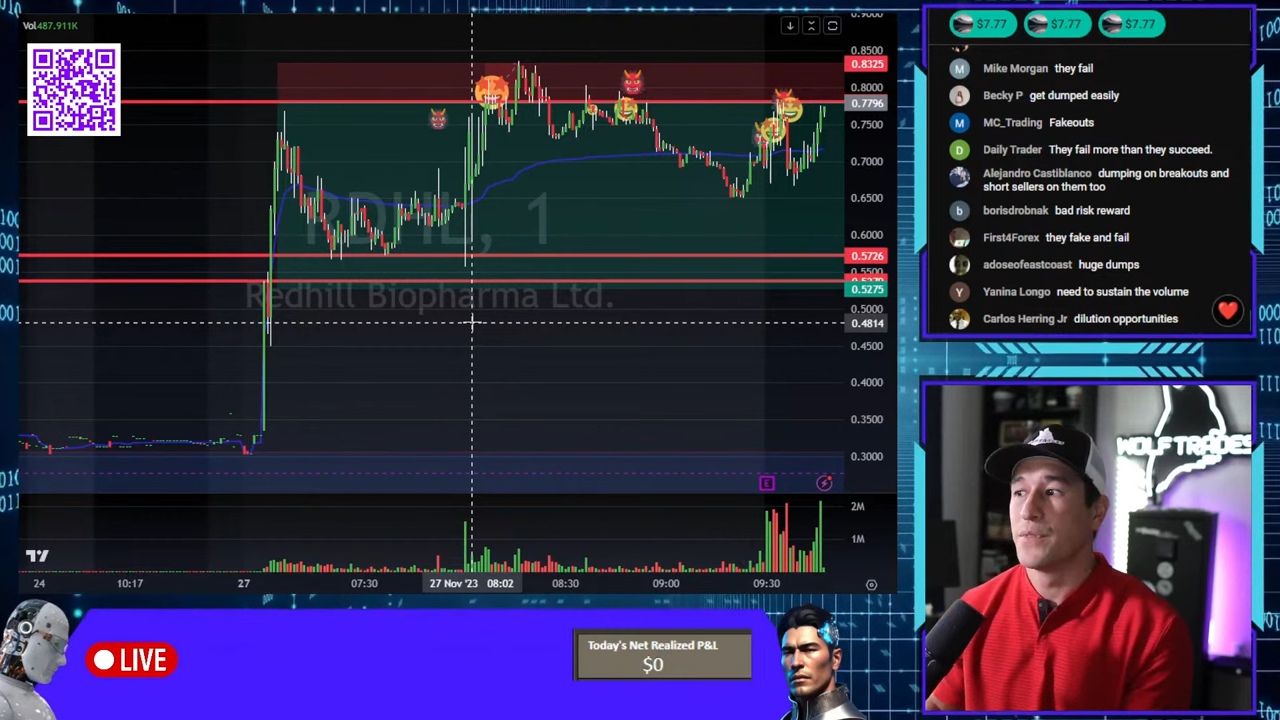 Vol487.911K
0.9000
0.8500
0.8325
0.8000
0.7796
0.7500
0.7000
0.6500
0.6000
0.5726
0.5500
0.5275
0.5000
0.4814
0.4500
0.4000
0.3500
0.3000
RDHL, 1
Redhill Biopharma Ltd.
E
2M
1M
24
10:17
27
07:30
27 Nov '23 08:02
08:30
09:00
09:30
$7.77
$7.77
$7.77
M Mike Morgan they fail
Becky P get dumped easily
M MC_Trading Fakeouts
D Daily Trader They fail more than they succeed.
Alejandro Castiblanco dumping on breakouts and
short sellers on them too
b borisdrobnak bad risk reward
First4Forex they fake and fail
adoseofeastcoast huge dumps
Y Yanina Longo need to sustain the volume
Carlos Herring Jr dilution opportunities
WOLF TRADES
LIVE
Today's Net Realized P&L
$0